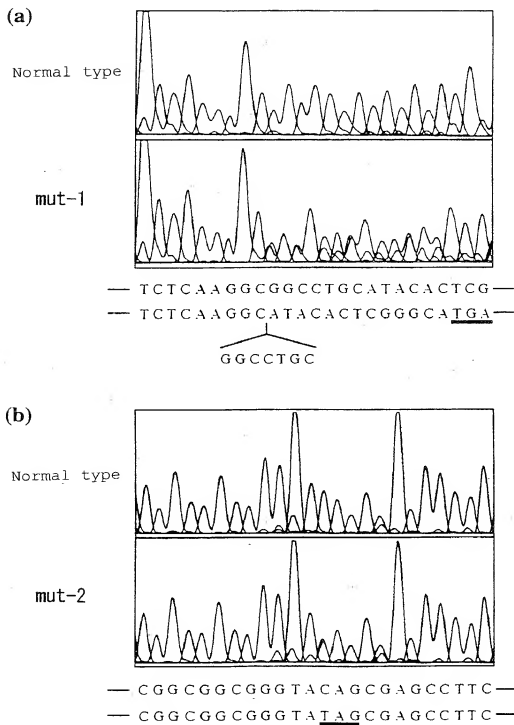 (a)
Normal type
mut-1
— TCTCAAGGCGGCCTGCATACACTCG —
— TCTCAAGGCATACACTCGGGCATGA —
GGCCTGC
(b)
Normal type
mut-2
— CGGCGGCGGGTACAGCGAGCCTTC —
— CGGCGGCGGGTATAGCGAGCCTTC —